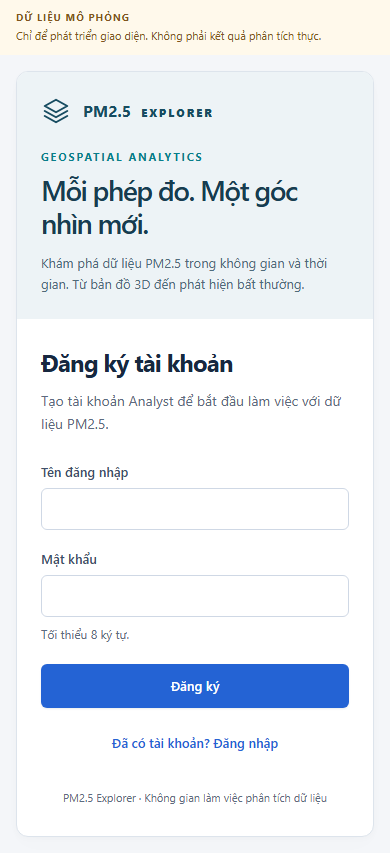 DỮ LIỆU MÔ PHỎNG
Chỉ để phát triển giao diện. Không phải kết quả phân tích thực.
PM2.5 EXPLORER
GEOSPATIAL ANALYTICS
Mỗi phép đo. Một góc
nhìn mới.
Khám phá dữ liệu PM2.5 trong không gian và thời
gian. Từ bản đồ 3D đến phát hiện bất thường.
Đăng ký tài khoản
Tạo tài khoản Analyst để bắt đầu làm việc với dữ
liệu PM2.5.
Tên đăng nhập
Mật khẩu
Tối thiểu 8 ký tự.
Đăng ký
Đã có tài khoản? Đăng nhập
PM2.5 Explorer · Không gian làm việc phân tích dữ liệu